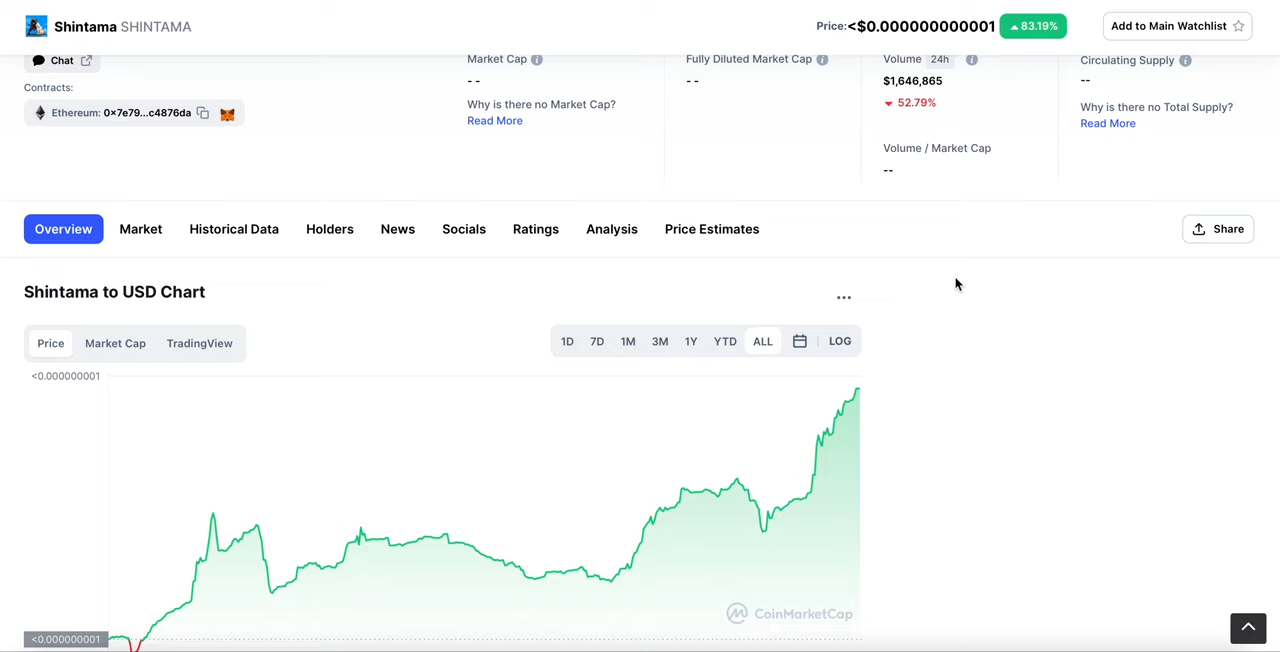 Shintama SHINTAMA
Price:<$0.000000000001 83.19% Add to Main Watchlist
Chat
Contracts:
Ethereum: 0x7e79...c4876da
Market Cap
- -
Why is there no Market Cap?
Read More
Fully Diluted Market Cap
- -
Volume 24h
$1,646,865
52.79%
Volume / Market Cap
--
Circulating Supply
--
Why is there no Total Supply?
Read More
Overview Market Historical Data Holders News Socials Ratings Analysis Price Estimates Share
Shintama to USD Chart
Price Market Cap TradingView 1D 7D 1M 3M 1Y YTD ALL LOG
<0.000000001
CoinMarketCap
<0.000000001